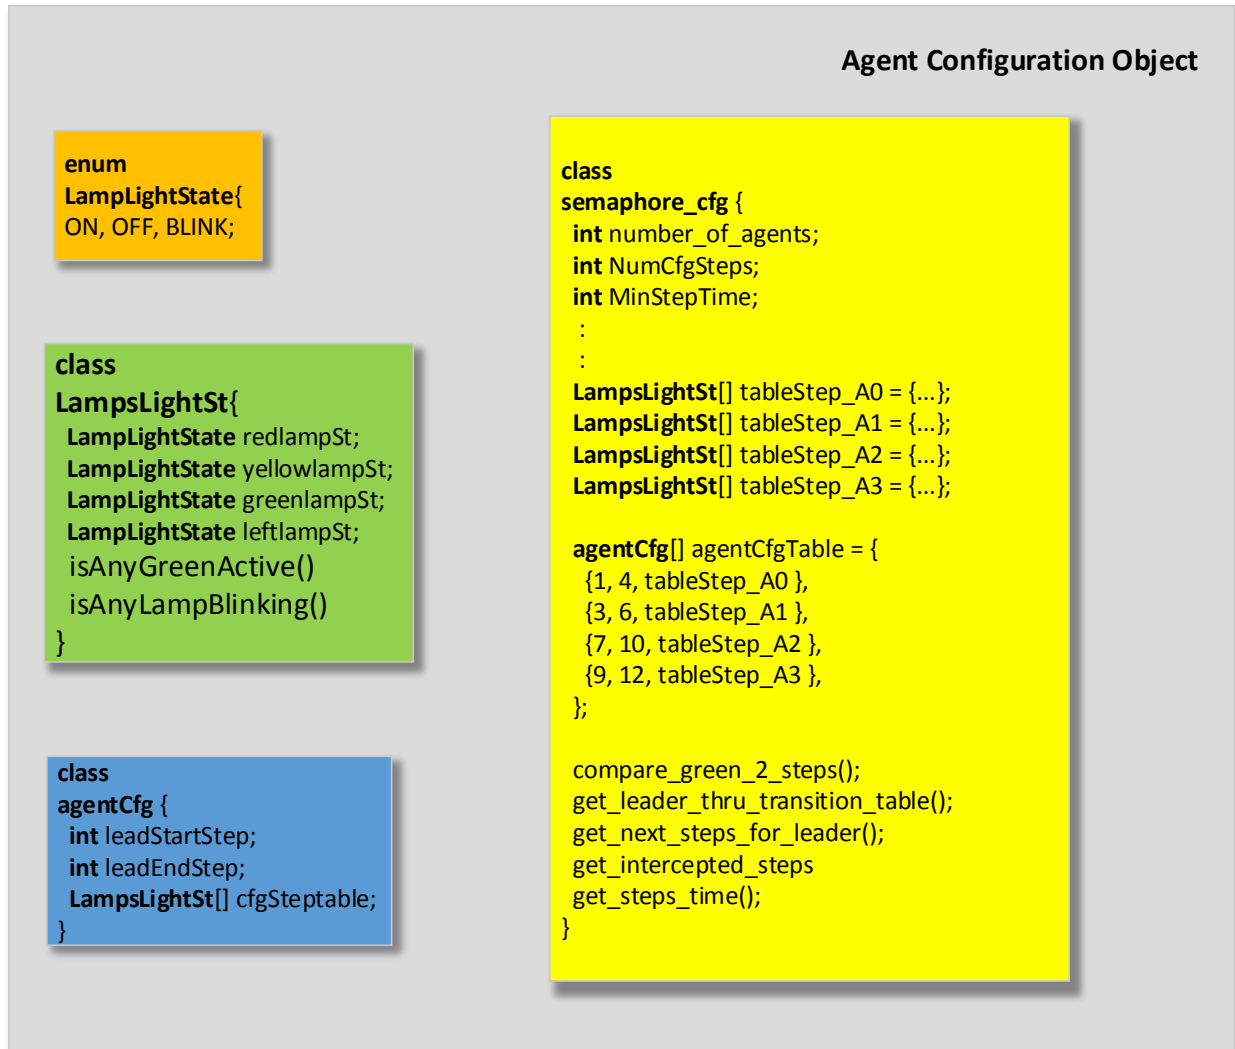 Agent Configuration Object
enum
LampLightState{
ON, OFF, BLINK;
class
LampsLightSt{
LampLightState redlampSt;
LampLightState yellowlampSt;
LampLightState greenlampSt;
LampLightState leftlampSt;
isAnyGreenActive()
isAnyLampBlinking()
}
class
agentCfg {
int leadStartStep;
int leadEndStep;
LampsLightSt[] cfgSteptable;
}
class
semaphore_cfg {
int number_of_agents;
int NumCfgSteps;
int MinStepTime;
:
:
LampsLightSt[] tableStep_A0 = {...};
LampsLightSt[] tableStep_A1 = {...};
LampsLightSt[] tableStep_A2 = {...};
LampsLightSt[] tableStep_A3 = {...};
agentCfg[] agentCfgTable = {
{1, 4, tableStep_A0 },
{3, 6, tableStep_A1 },
{7, 10, tableStep_A2 },
{9, 12, tableStep_A3 },
};
compare_green_2_steps();
get_leader_thru_transition_table();
get_next_steps_for_leader();
get_intercepted_steps
get_steps_time();
}